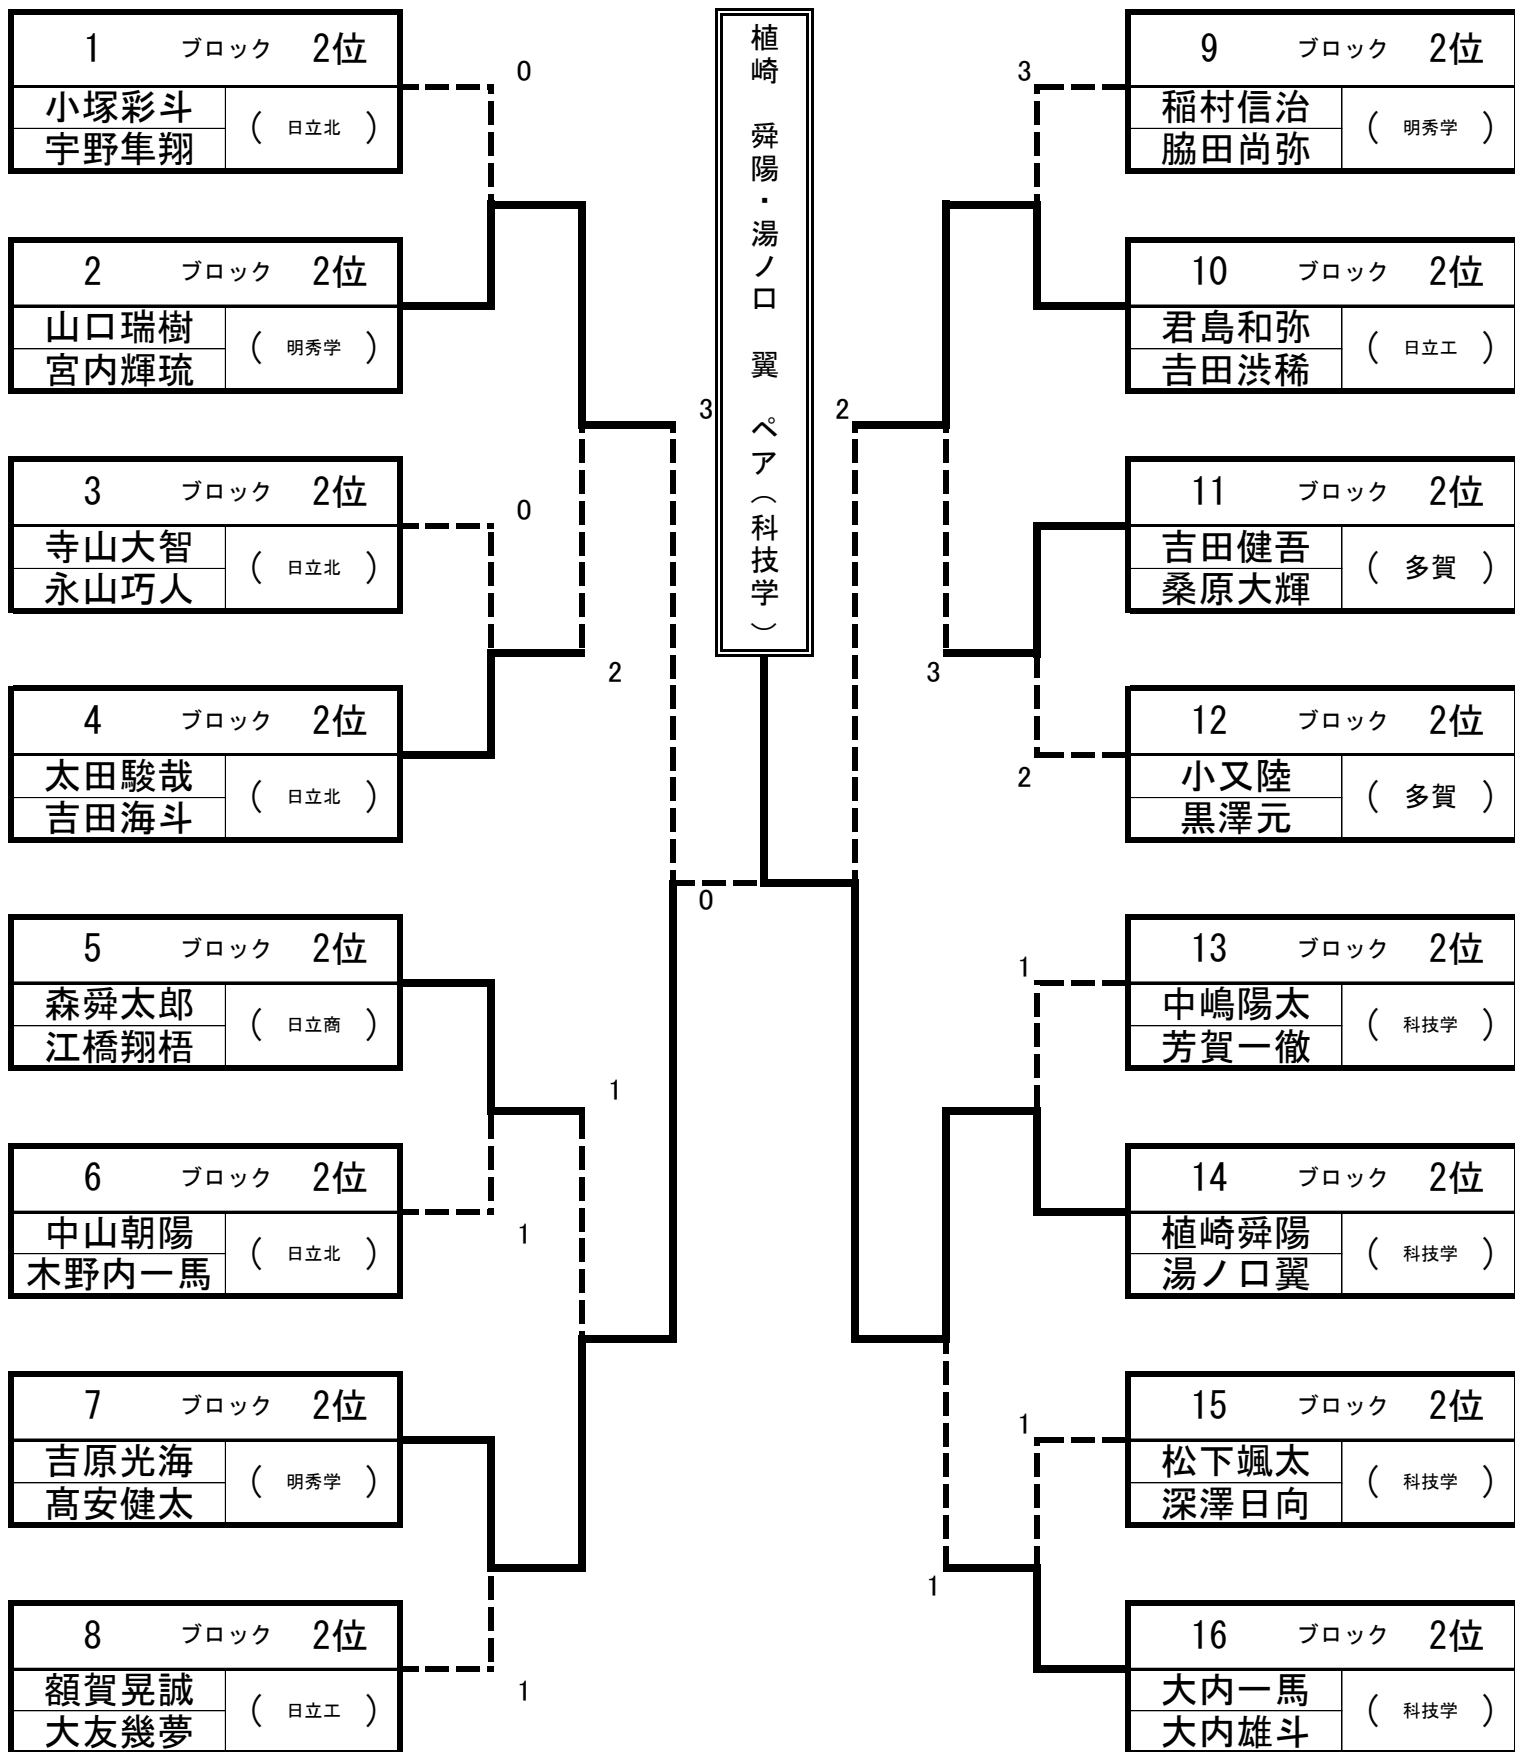 1 ブロック 2位
小塚彩斗
宇野隼翔
( 日立北 )
0
2 ブロック 2位
山口瑞樹
宮内輝琉
( 明秀学 )
3 ブロック 2位
寺山大智
永山巧人
( 日立北 )
0
4 ブロック 2位
太田駿哉
吉田海斗
( 日立北 )
2
3
5 ブロック 2位
森舜太郎
江橋翔梧
( 日立商 )
1
6 ブロック 2位
中山朝陽
木野内一馬
( 日立北 )
1
7 ブロック 2位
吉原光海
髙安健太
( 明秀学 )
8 ブロック 2位
額賀晃誠
大友幾夢
( 日立工 )
1
0
植崎 舜陽・湯ノ口 翼 ペア(科技学)
9 ブロック 2位
稲村信治
脇田尚弥
( 明秀学 )
3
10 ブロック 2位
君島和弥
𠮷田渋稀
( 日立工 )
2
11 ブロック 2位
吉田健吾
桑原大輝
( 多賀 )
3
12 ブロック 2位
小又陸
黒澤元
( 多賀 )
2
13 ブロック 2位
中嶋陽太
芳賀一徹
( 科技学 )
1
14 ブロック 2位
植崎舜陽
湯ノ口翼
( 科技学 )
15 ブロック 2位
松下颯太
深澤日向
( 科技学 )
1
1
16 ブロック 2位
大内一馬
大内雄斗
( 科技学 )